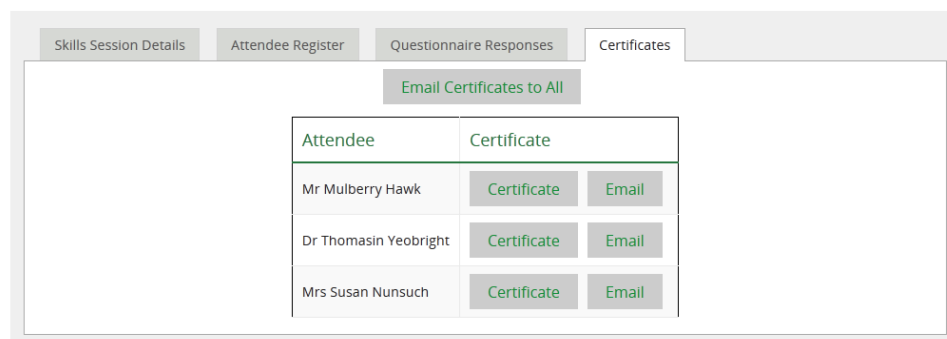 Skills Session Details Attendee Register Questionnaire Responses Certificates
Email Certificates to All
Attendee Certificate
Mr Mulberry Hawk Certificate Email
Dr Thomasin Yeobright Certificate Email
Mrs Susan Nunsuch Certificate Email